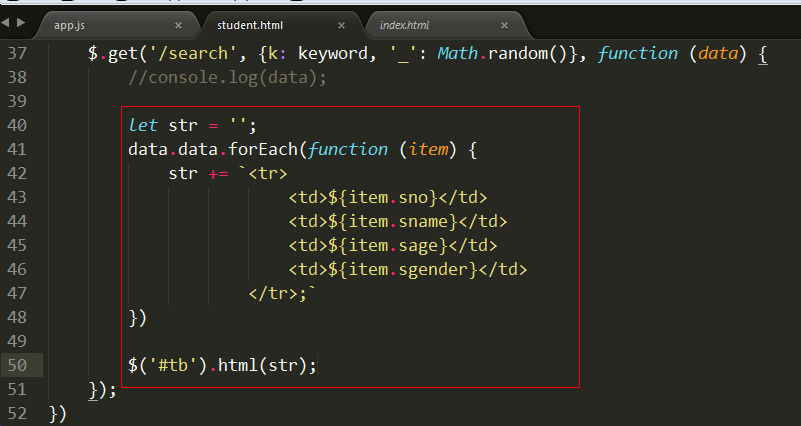 app.js × student.html × index.html ×
37 $.get('/search', {k: keyword, '_': Math.random()}, function (data) {
38 //console.log(data);
39
40 let str = '';
41 data.data.forEach(function (item) {
42 str += `<tr>
43 <td>${item.sno}</td>
44 <td>${item.sname}</td>
45 <td>${item.sage}</td>
46 <td>${item.sgender}</td>
47 </tr>;`
48 })
49
50 $('#tb').html(str);
51 });
52 })